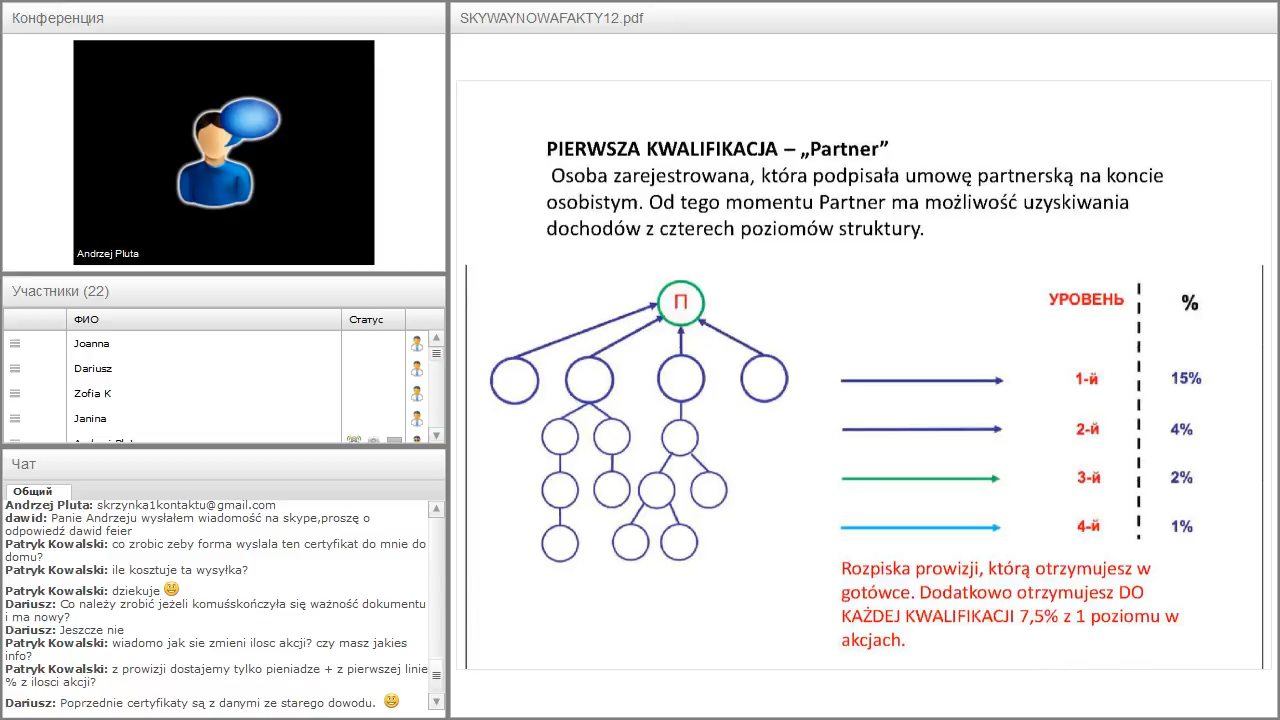 Конференция
Andrzej Pluta
Участники (22)
ФИО
Статус
Joanna
Dariusz
Zofia K
Janina
Чат
Общий
Andrzej Pluta: skrzynka1kontaktu@gmail.com
dawid: Panie Andrzeju wysłałem wiadomość na skype,proszę o
odpowiedź dawid feier
Patryk Kowalski: co zrobic zeby forma wyslala ten certyfikat do mnie do
domu?
Patryk Kowalski: ile kosztuje ta wysyłka?
Patryk Kowalski: dziekuje
Dariusz: Co należy zrobić jeżeli komuśskończyła się ważność dokumentu
i ma nowy?
Dariusz: Jeszcze nie
Patryk Kowalski: wiadomo jak sie zmieni ilosc akcji? czy masz jakies
info?
Patryk Kowalski: z prowizji dostajemy tylko pieniadze + z pierwszej linie
% z ilosci akcji?
Dariusz: Poprzednie certyfikaty są z danymi ze starego dowodu.
SKYWAYNOWAFAKTY12.pdf
PIERWSZA KWALIFIKACJA – „Partner”
Osoba zarejestrowana, która podpisała umowę partnerską na koncie
osobistym. Od tego momentu Partner ma możliwość uzyskiwania
dochodów z czterech poziomów struktury.
П
УРОВЕНЬ %
1-й 15%
2-й 4%
3-й 2%
4-й 1%
Rozpiska prowizji, którą otrzymujesz w
gotówce. Dodatkowo otrzymujesz DO
KAŻDEJ KWALIFIKACJI 7,5% z 1 poziomu w
akcjach.